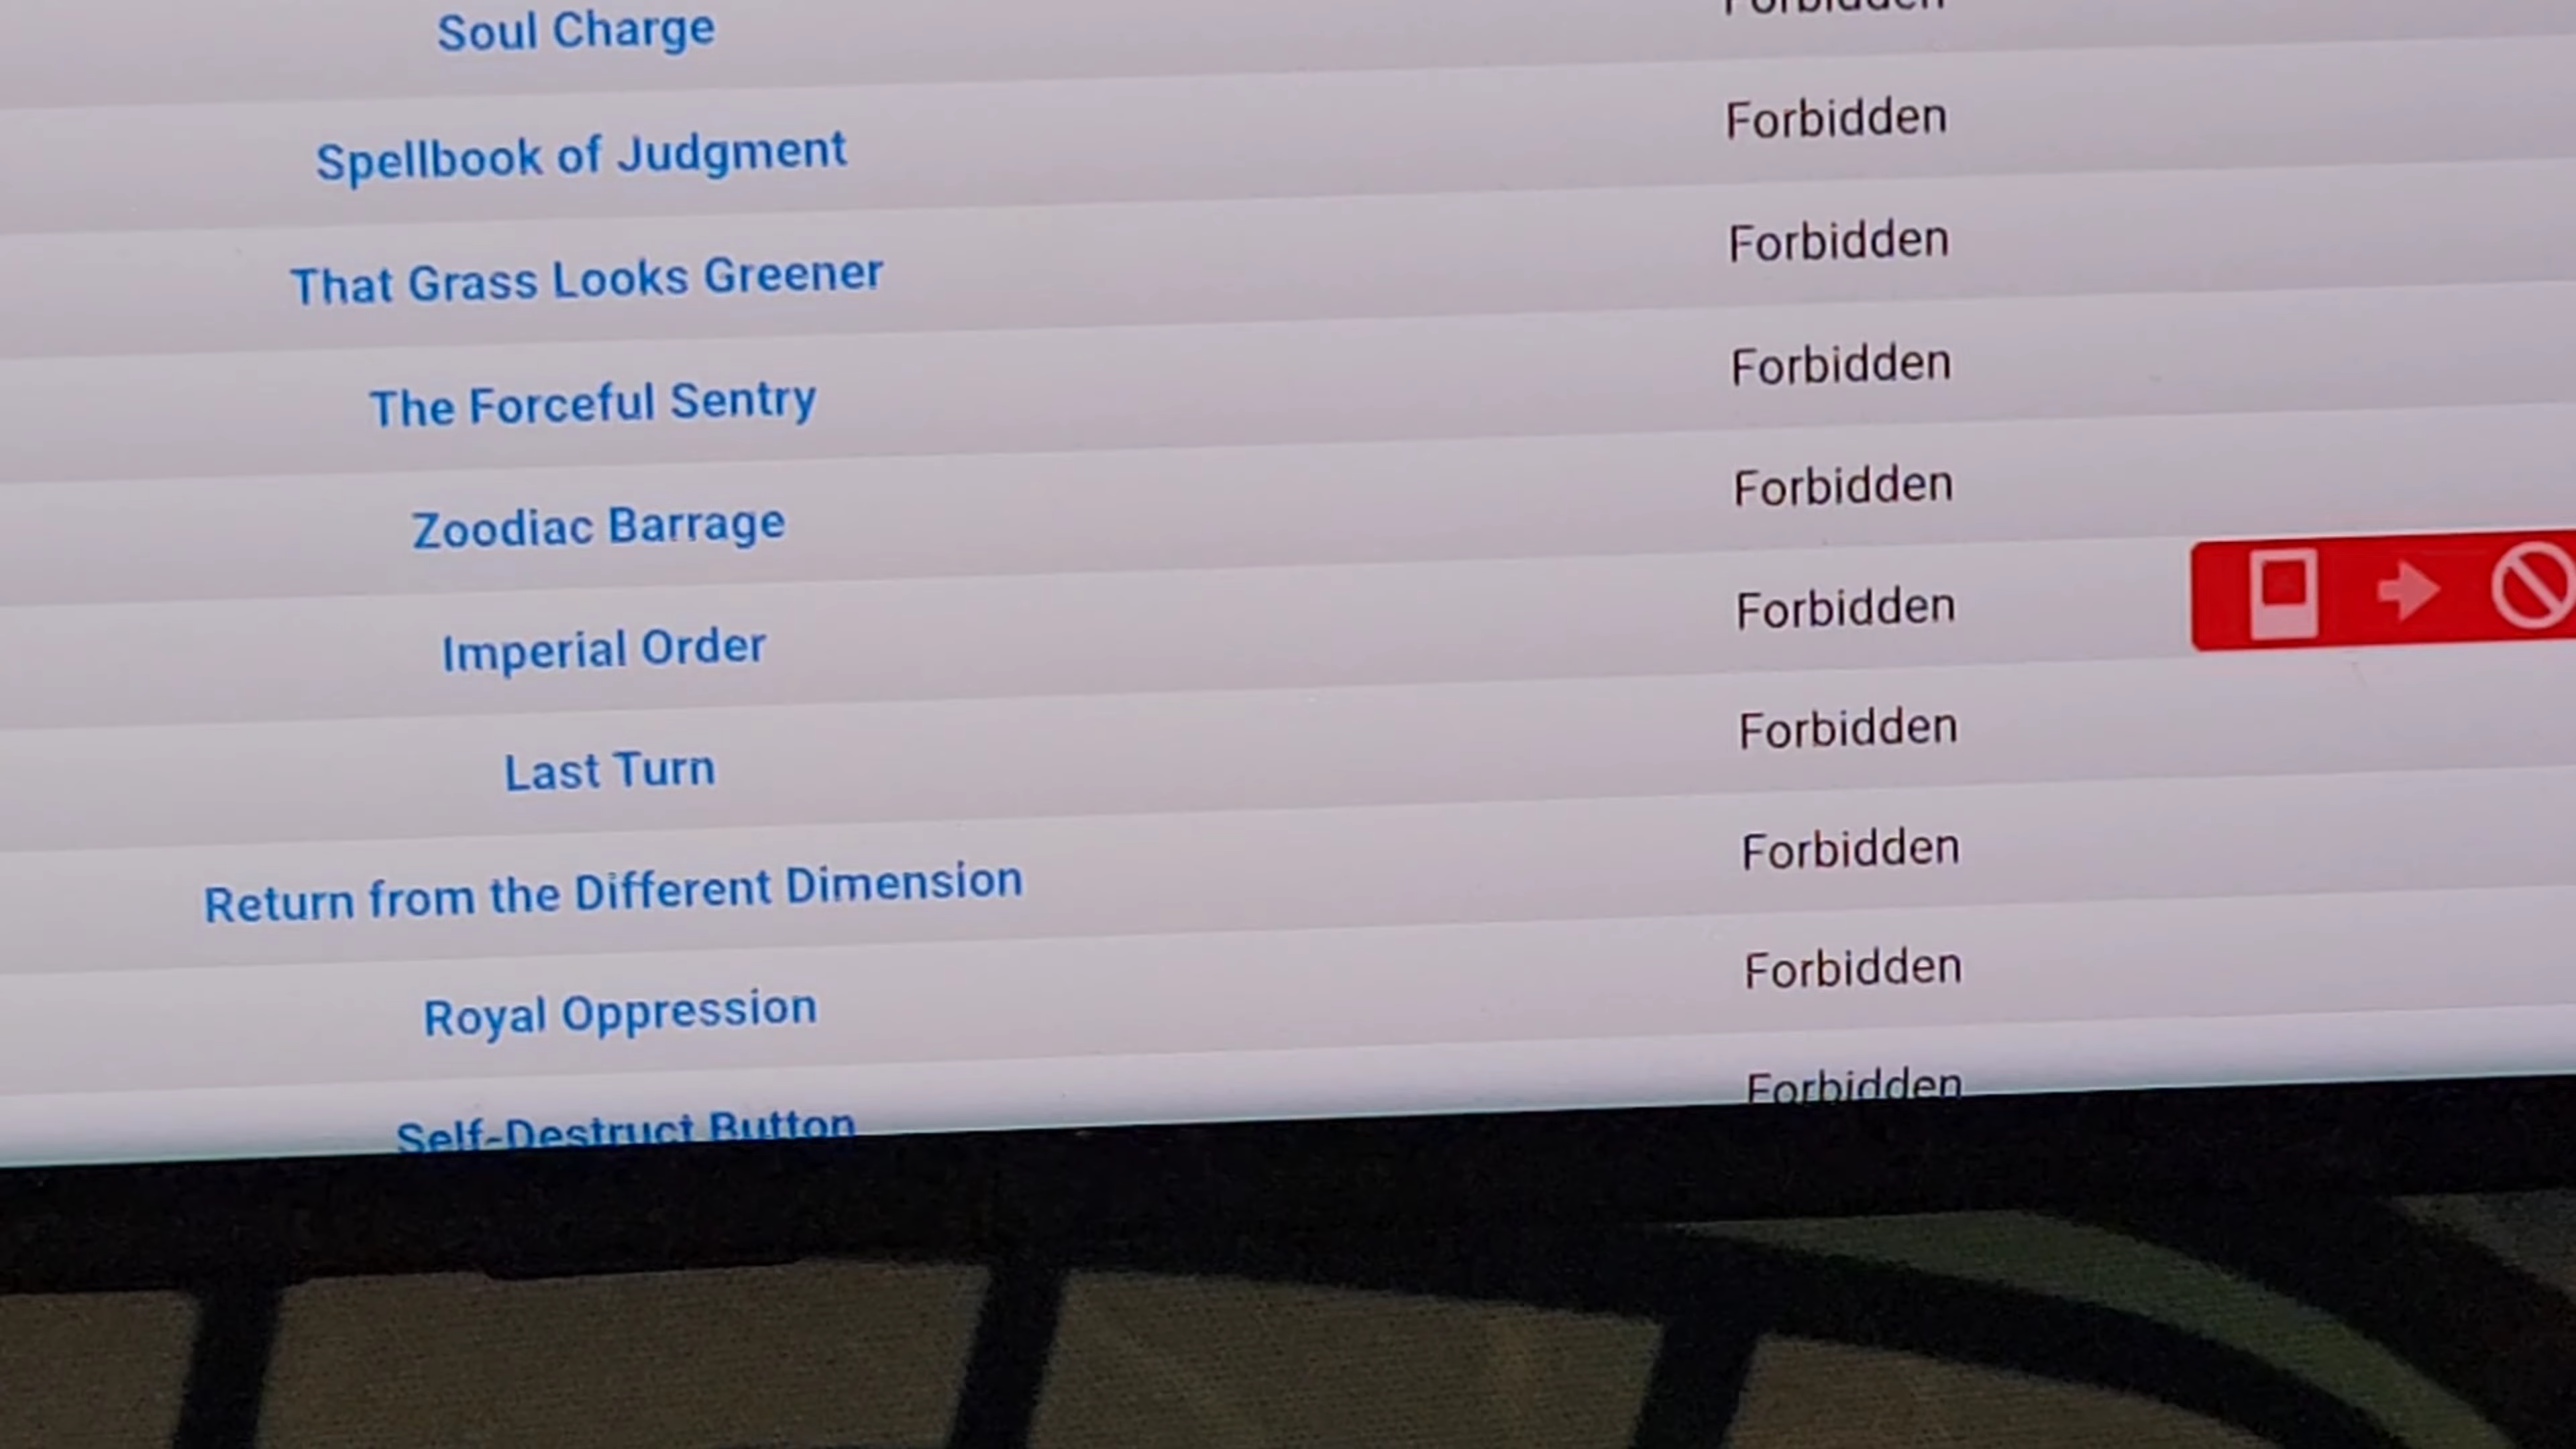 Soul Charge Forbidden
Spellbook of Judgment Forbidden
That Grass Looks Greener Forbidden
The Forceful Sentry Forbidden
Zoodiac Barrage Forbidden
Imperial Order Forbidden
Last Turn Forbidden
Return from the Different Dimension Forbidden
Royal Oppression Forbidden
Self-Destruct Button Forbidden